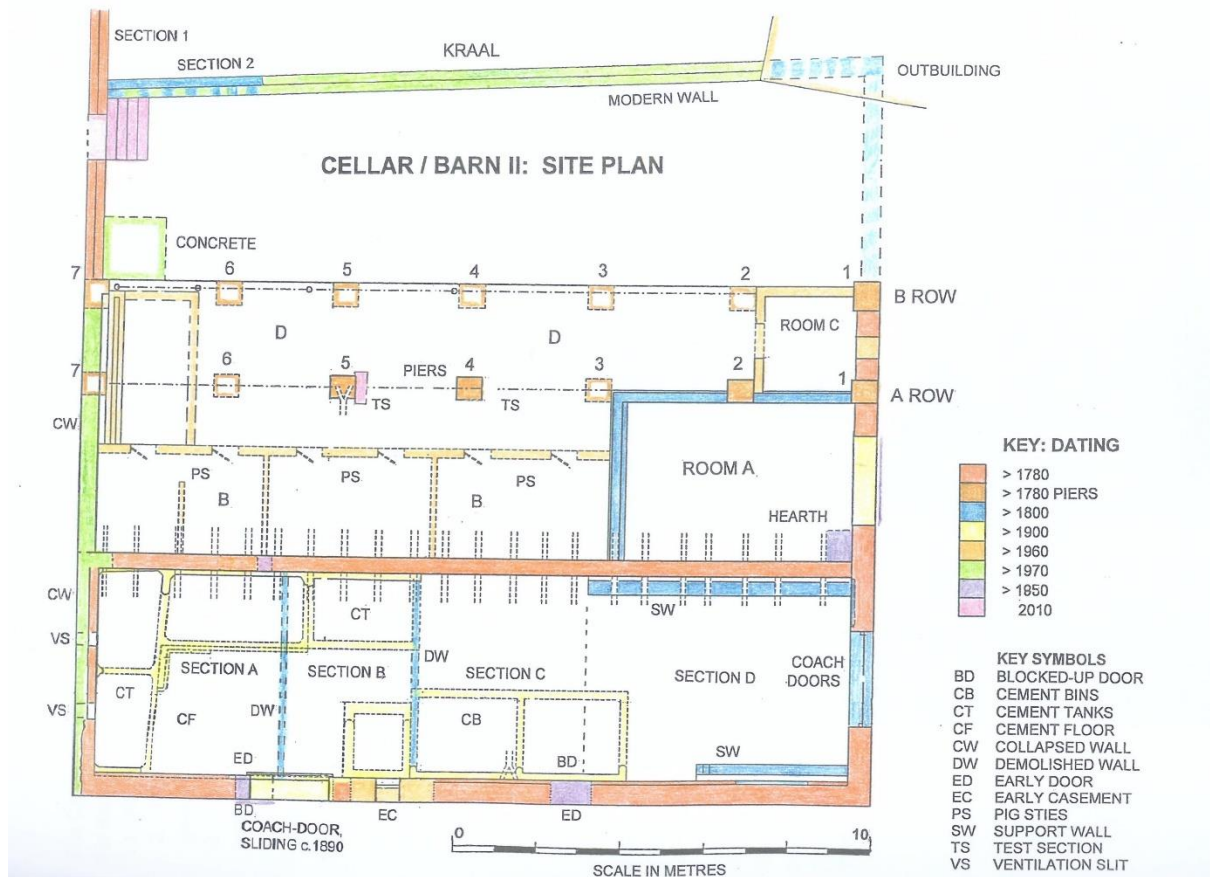 SECTION 1
SECTION 2
KRAAL
OUTBUILDING
MODERN WALL
CELLAR / BARN II: SITE PLAN
CONCRETE
7
6
5
4
3
2
1
B ROW
D
D
ROOM C
7
6
5
PIERS
4
3
2
1
A ROW
TS
TS
CW
PS
PS
PS
B
B
ROOM A
HEARTH
KEY: DATING
> 1780
> 1780 PIERS
> 1800
> 1900
> 1960
> 1970
> 1850
2010
CW
VS
VS
CT
CT
SW
SECTION A
SECTION B
DW
SECTION C
SECTION D
COACH
DOORS
CF
DW
CB
BD
ED
SW
BD
EC
ED
COACH-DOOR,
SLIDING c.1890
0
10
SCALE IN METRES
KEY SYMBOLS
BD BLOCKED-UP DOOR
CB CEMENT BINS
CT CEMENT TANKS
CF CEMENT FLOOR
CW COLLAPSED WALL
DW DEMOLISHED WALL
ED EARLY DOOR
EC EARLY CASEMENT
PS PIG STIES
SW SUPPORT WALL
TS TEST SECTION
VS VENTILATION SLIT